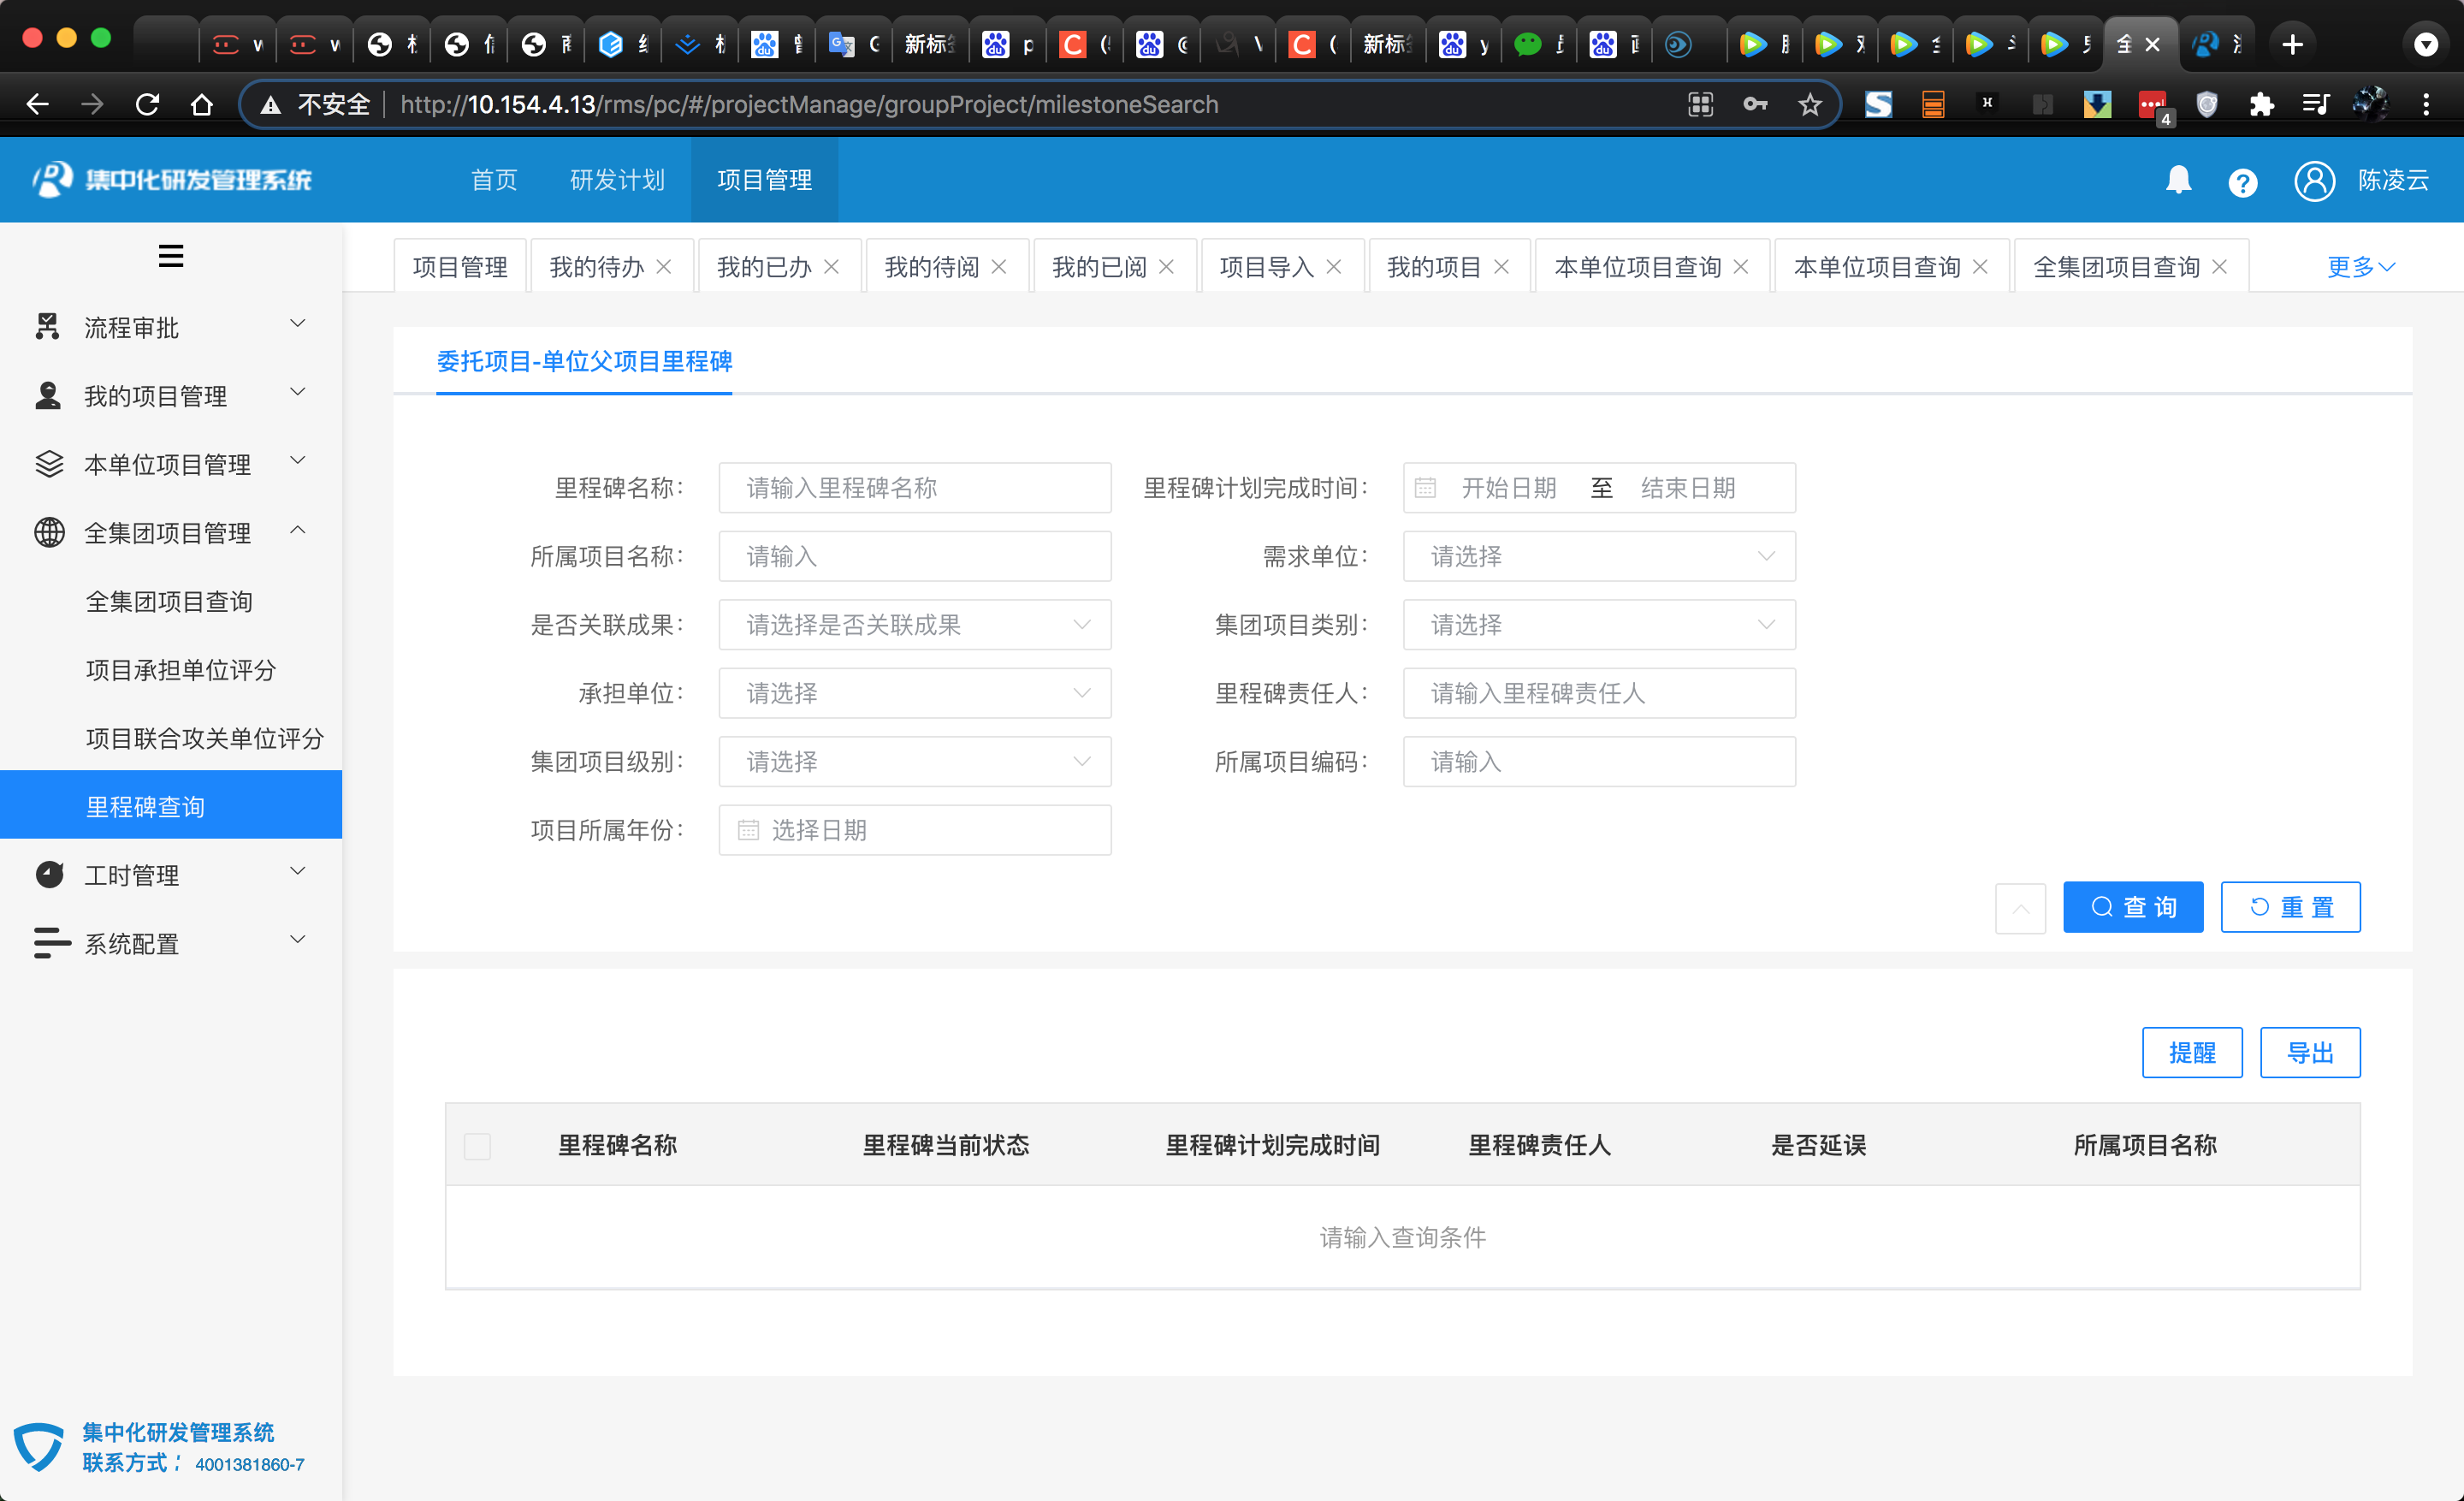 新标
新标
不安全
http://10.154.4.13/rms/pc/#/projectManage/groupProject/milestoneSearch
4
集中化研发管理系统
首页
研发计划
项目管理
陈凌云
项目管理
我的待办
我的已办
我的待阅
我的已阅
项目导入
我的项目
本单位项目查询
本单位项目查询
全集团项目查询
更多
流程审批
我的项目管理
本单位项目管理
全集团项目管理
全集团项目查询
项目承担单位评分
项目联合攻关单位评分
里程碑查询
工时管理
系统配置
集中化研发管理系统
联系方式: 4001381860-7
委托项目-单位父项目里程碑
里程碑名称: 请输入里程碑名称
里程碑计划完成时间: 开始日期 至 结束日期
所属项目名称: 请输入
需求单位: 请选择
是否关联成果: 请选择是否关联成果
集团项目类别: 请选择
承担单位: 请选择
里程碑责任人: 请输入里程碑责任人
集团项目级别: 请选择
所属项目编码: 请输入
项目所属年份: 选择日期
查询
重置
提醒
导出
里程碑名称 里程碑当前状态 里程碑计划完成时间 里程碑责任人 是否延误 所属项目名称
请输入查询条件